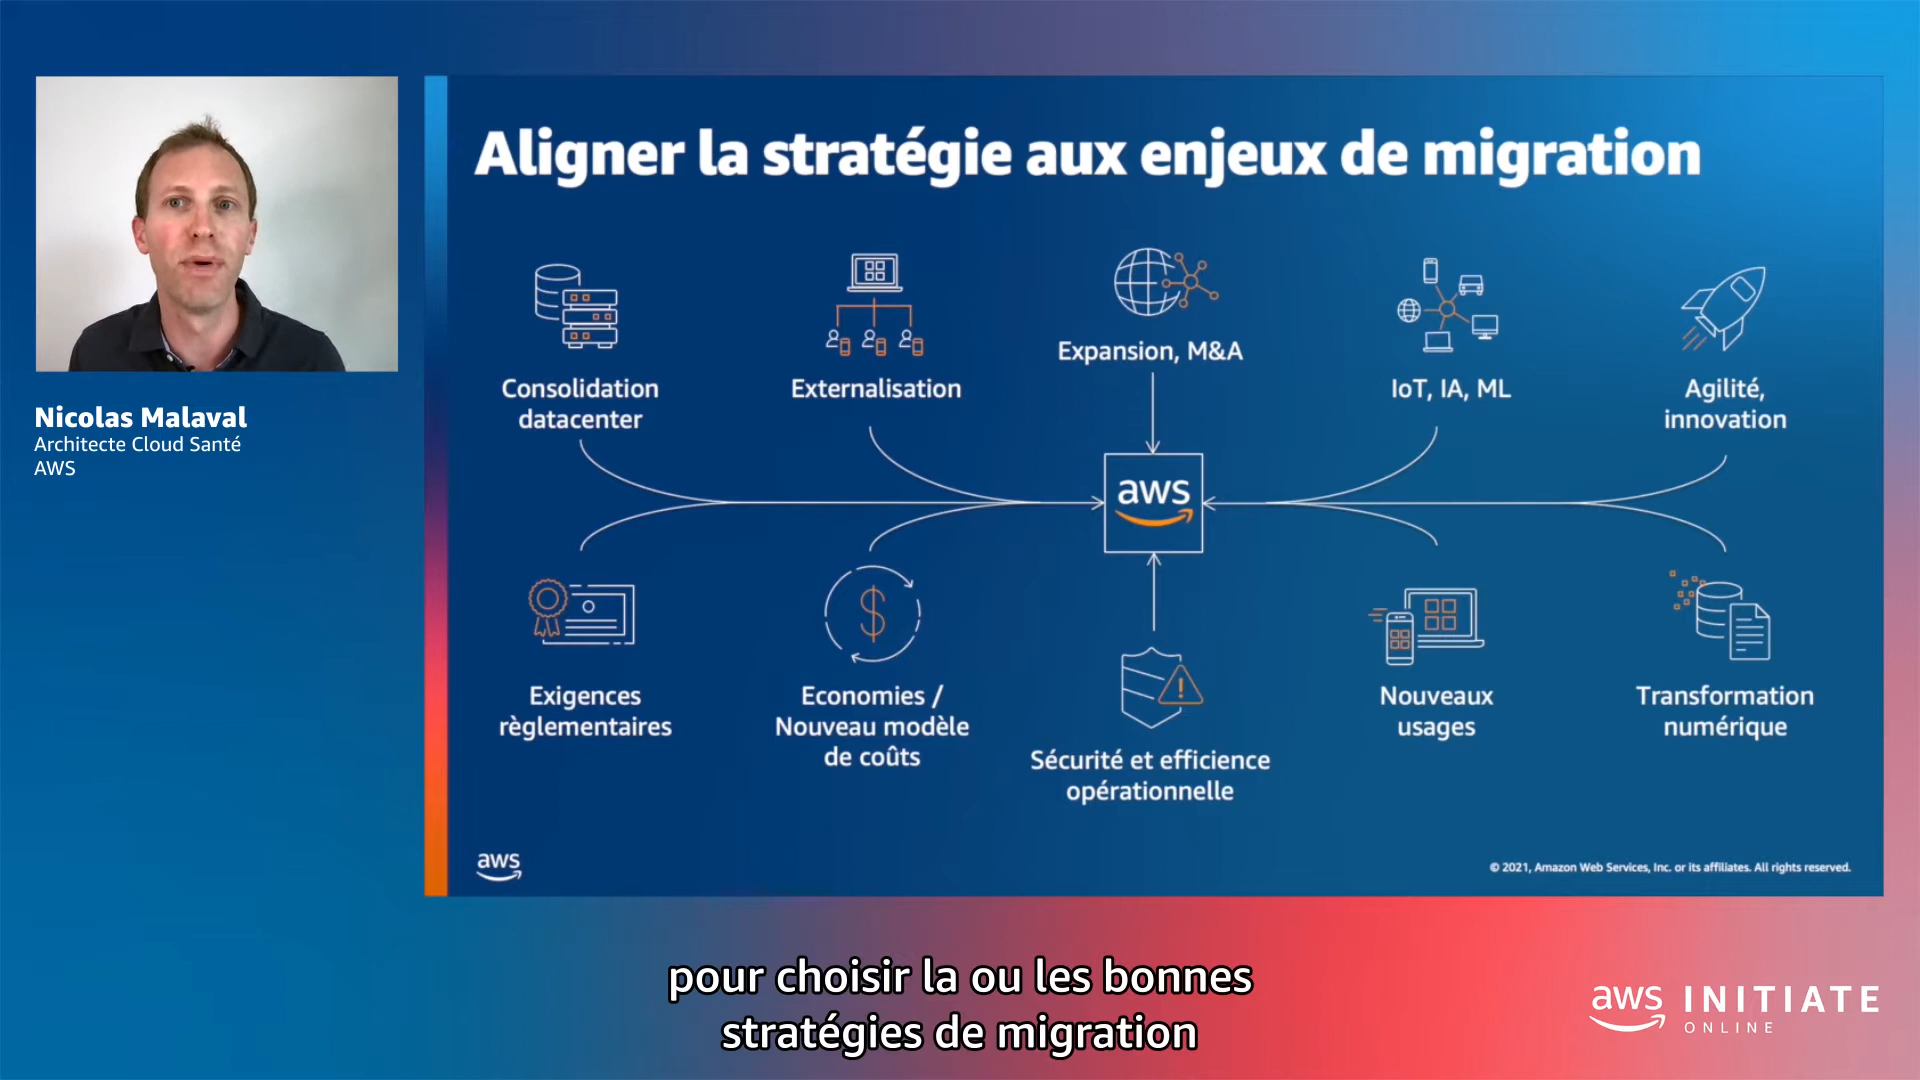 Nicolas Malaval
Architecte Cloud Santé
AWS
Aligner la stratégie aux enjeux de migration
Consolidation
datacenter
Externalisation
Expansion, M&A
IoT, IA, ML
Agilité,
innovation
aws
Exigences
règlementaires
Economies /
Nouveau modèle
de coûts
Sécurité et efficience
opérationnelle
Nouveaux
usages
Transformation
numérique
aws
© 2021, Amazon Web Services, Inc. or its affiliates. All rights reserved.
pour choisir la ou les bonnes
stratégies de migration
aws INITIATE
ONLINE